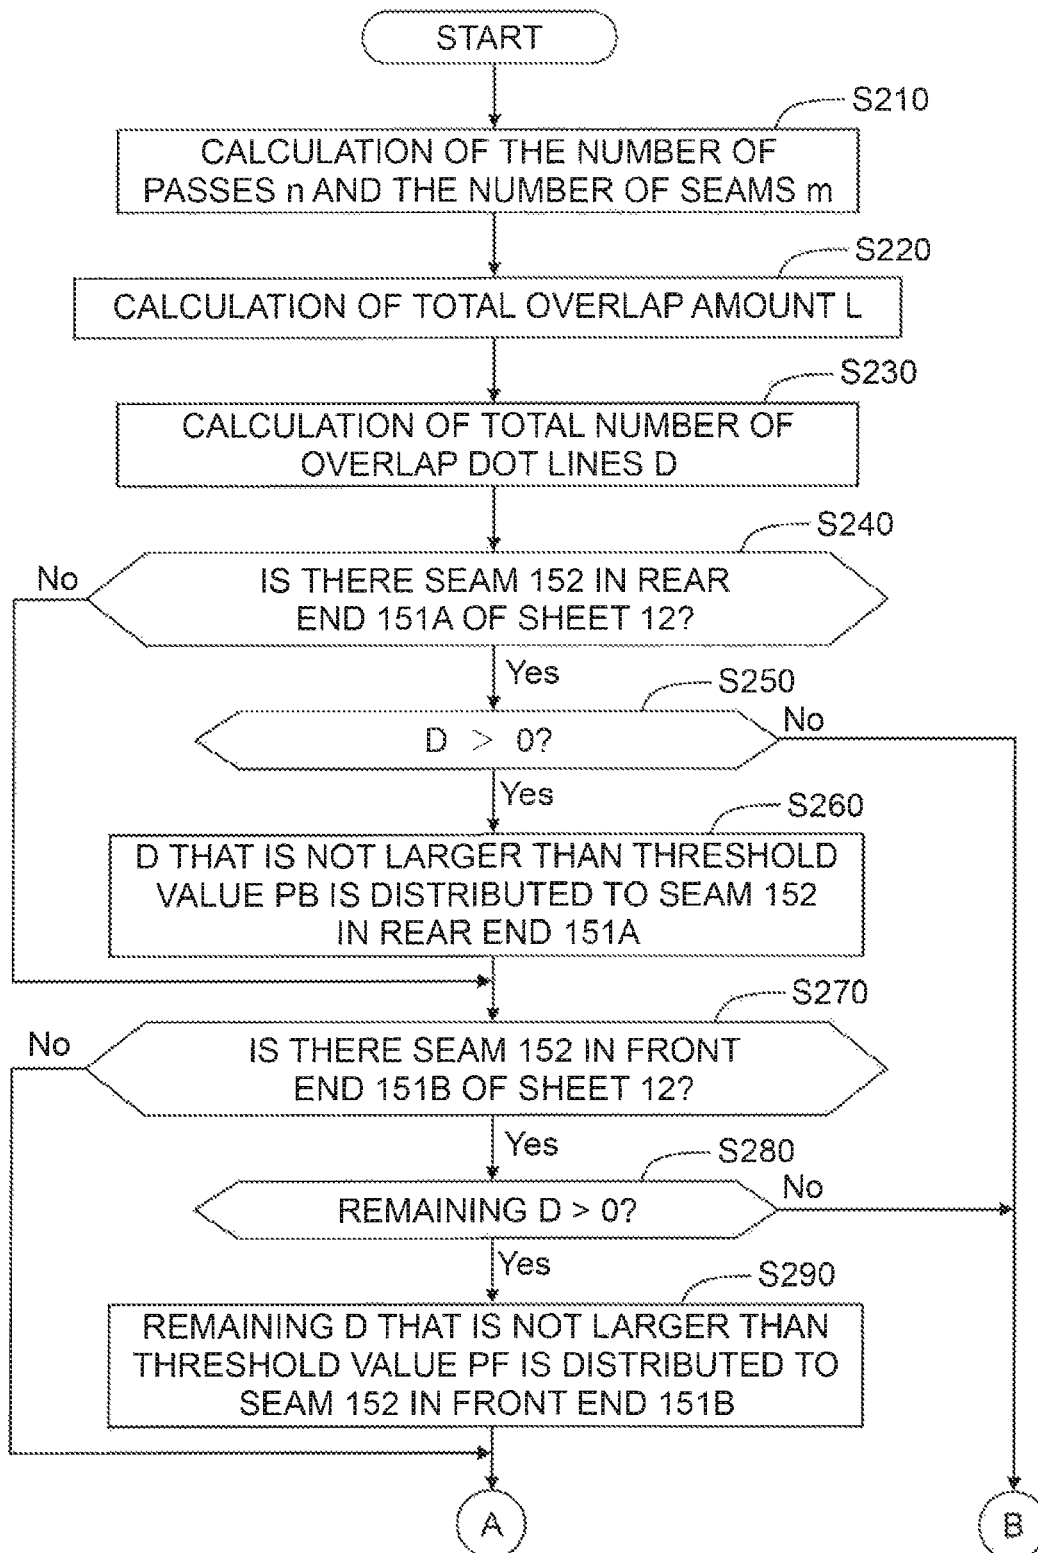 START
S210
CALCULATION OF THE NUMBER OF
PASSES n AND THE NUMBER OF SEAMS m
S220
CALCULATION OF TOTAL OVERLAP AMOUNT L
S230
CALCULATION OF TOTAL NUMBER OF
OVERLAP DOT LINES D
S240
No
IS THERE SEAM 152 IN REAR
END 151A OF SHEET 12?
Yes
S250
No
D > 0?
Yes
S260
D THAT IS NOT LARGER THAN THRESHOLD
VALUE PB IS DISTRIBUTED TO SEAM 152
IN REAR END 151A
S270
No
IS THERE SEAM 152 IN FRONT
END 151B OF SHEET 12?
Yes
S280
No
REMAINING D > 0?
Yes
S290
REMAINING D THAT IS NOT LARGER THAN
THRESHOLD VALUE PF IS DISTRIBUTED TO
SEAM 152 IN FRONT END 151B
A
B